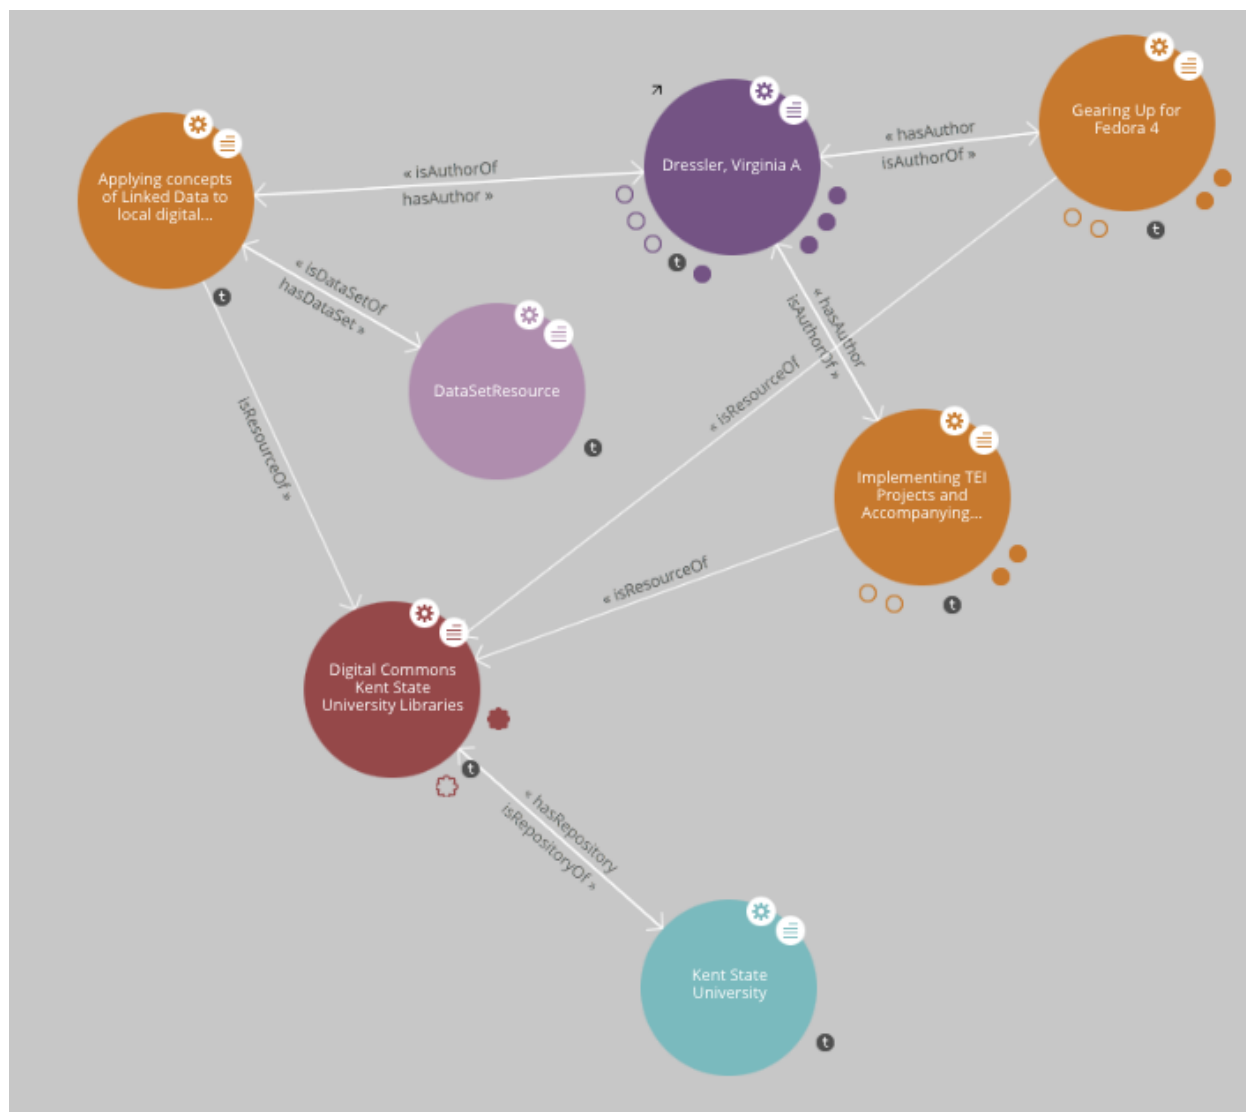 Gearing Up for
Fedora 4
Dressler, Virginia A
« hasAuthor
isAuthorOf »
Applying concepts
of Linked Data to
local digital...
« isAuthorOf
hasAuthor »
t
t
t
« isDataSetOf
hasDataSet »
« hasAuthor
isAuthorOf »
DataSetResource
« isResourceOf
isResourceOf »
t
Implementing TEI
Projects and
Accompanying...
« isResourceOf
t
Digital Commons
Kent State
University Libraries
t
« hasRepository
isRepositoryOf »
Kent State
University
t